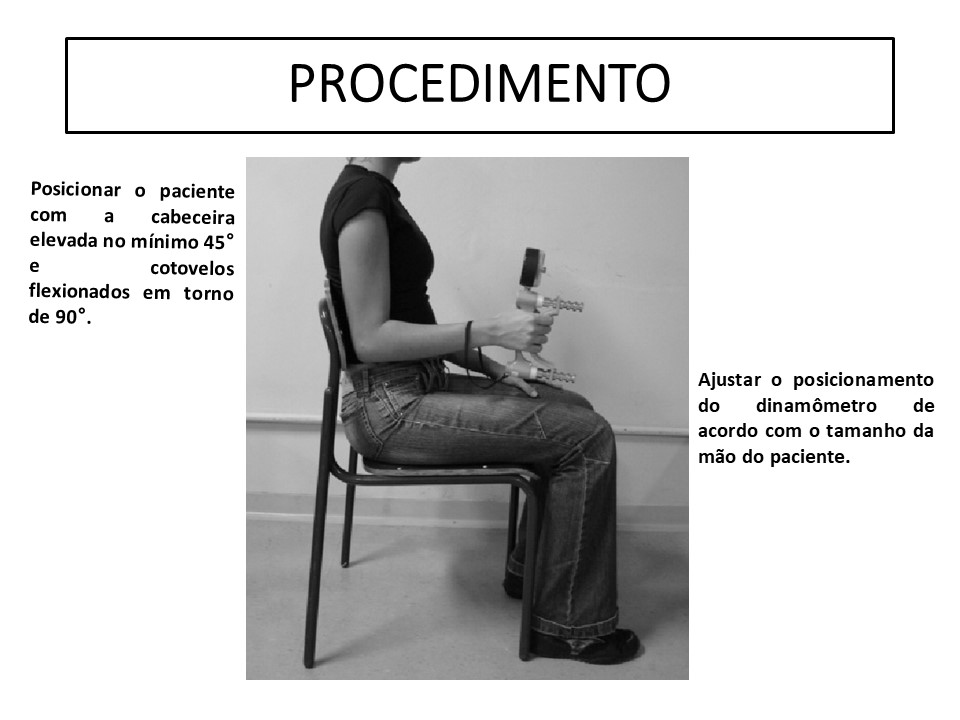 PROCEDIMENTO
Posicionar o paciente
com a cabeceira
elevada no mínimo 45°
e cotovelos
flexionados em torno
de 90°.
Ajustar o posicionamento
do dinamômetro de
acordo com o tamanho da
mão do paciente.